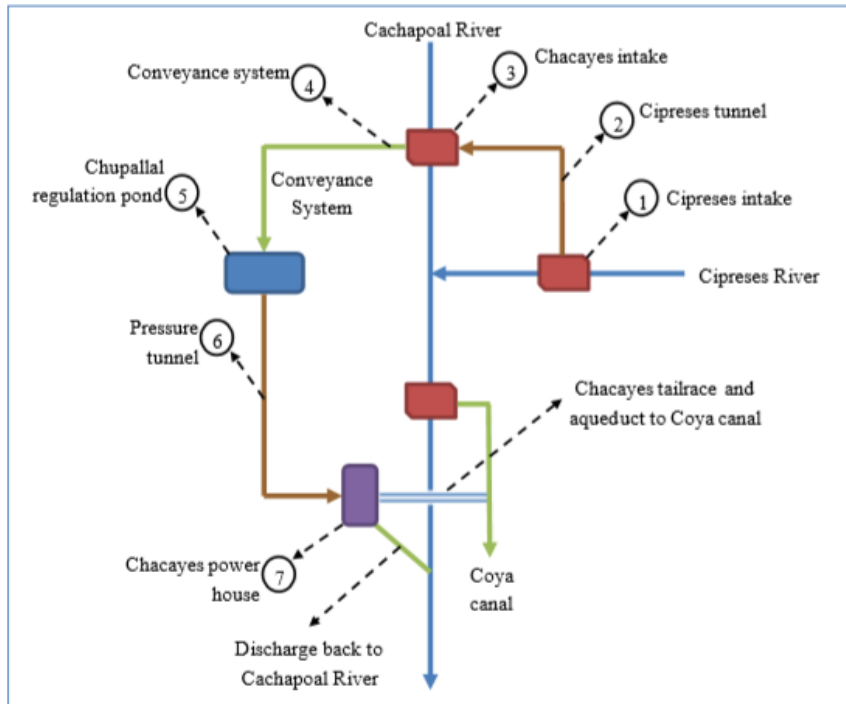 Cachapoal River
Conveyance system
4
3
Chacayes intake
2
Cipreses tunnel
Chupallal
regulation pond
5
Conveyance
System
1
Cipreses intake
Cipreses River
Pressure
tunnel
6
Chacayes tailrace and
aqueduct to Coya canal
Chacayes power
house
7
Coya
canal
Discharge back to
Cachapoal River